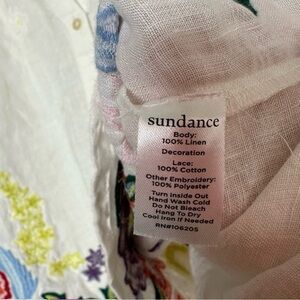 sundance
Body:
100% Linen
Decoration
Lace:
100% Cotton
Other Embroidery:
100% Polyester
Turn Inside Out
Hand Wash Cold
Do Not Bleach
Hang To Dry
Cool Iron If Needed
RN#106205